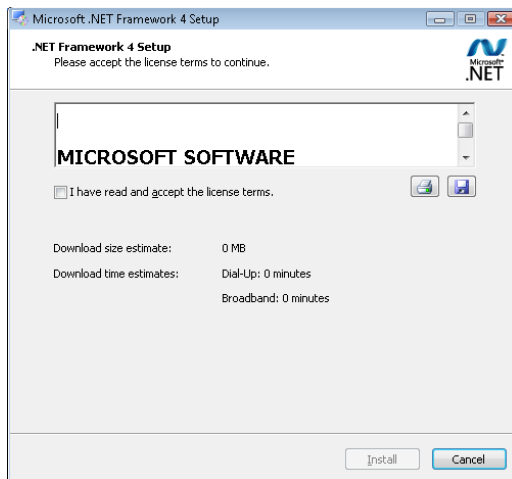 Microsoft .NET Framework 4 Setup
.NET Framework 4 Setup
Please accept the license terms to continue.
Microsoft
.NET
MICROSOFT SOFTWARE
I have read and accept the license terms.
Download size estimate: 0 MB
Download time estimates: Dial-Up: 0 minutes
Broadband: 0 minutes
Install Cancel